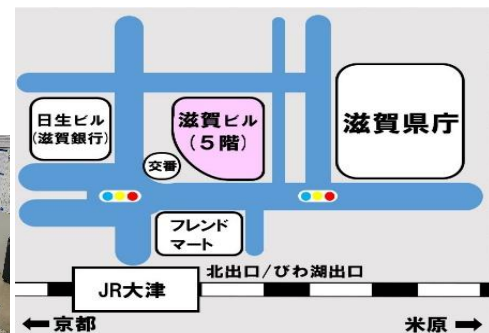 日生ビル
(滋賀銀行)
滋賀ビル
(5階)
滋賀県庁
交番
フレンド
マート
北出口/びわ湖出口
JR大津
←京都
米原→